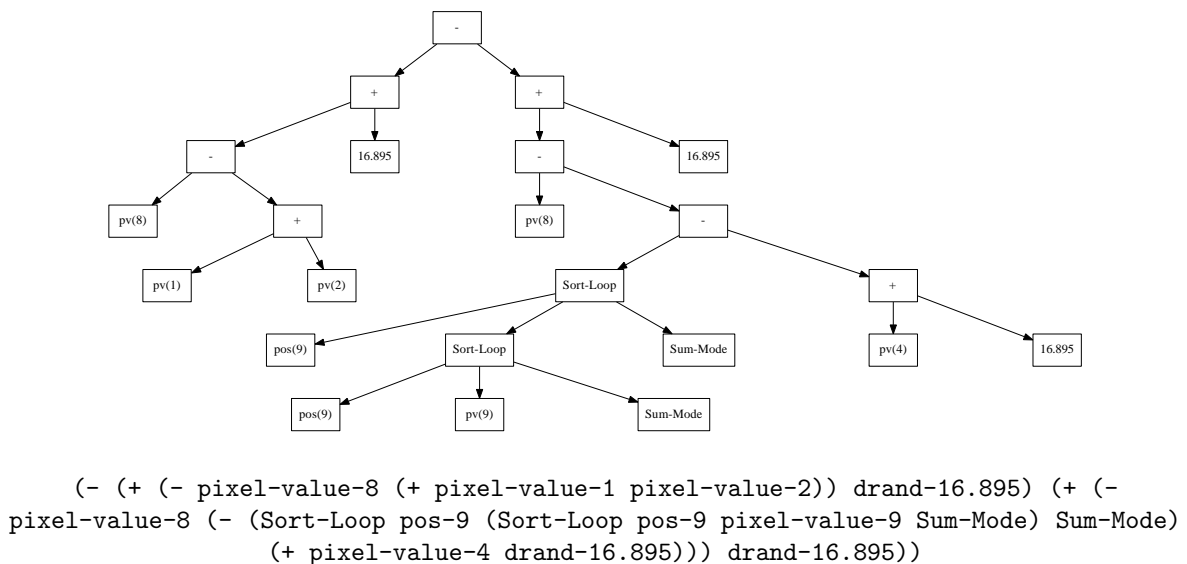 -
+ +
- 16.895 - 16.895
pv(8) + pv(8) -
pv(1) pv(2) Sort-Loop +
pos(9) Sort-Loop Sum-Mode pv(4) 16.895
pos(9) pv(9) Sum-Mode
(- (+ (- pixel-value-8 (+ pixel-value-1 pixel-value-2)) drand-16.895) (+ (-
pixel-value-8 (- (Sort-Loop pos-9 (Sort-Loop pos-9 pixel-value-9 Sum-Mode) Sum-Mode)
(+ pixel-value-4 drand-16.895))) drand-16.895))